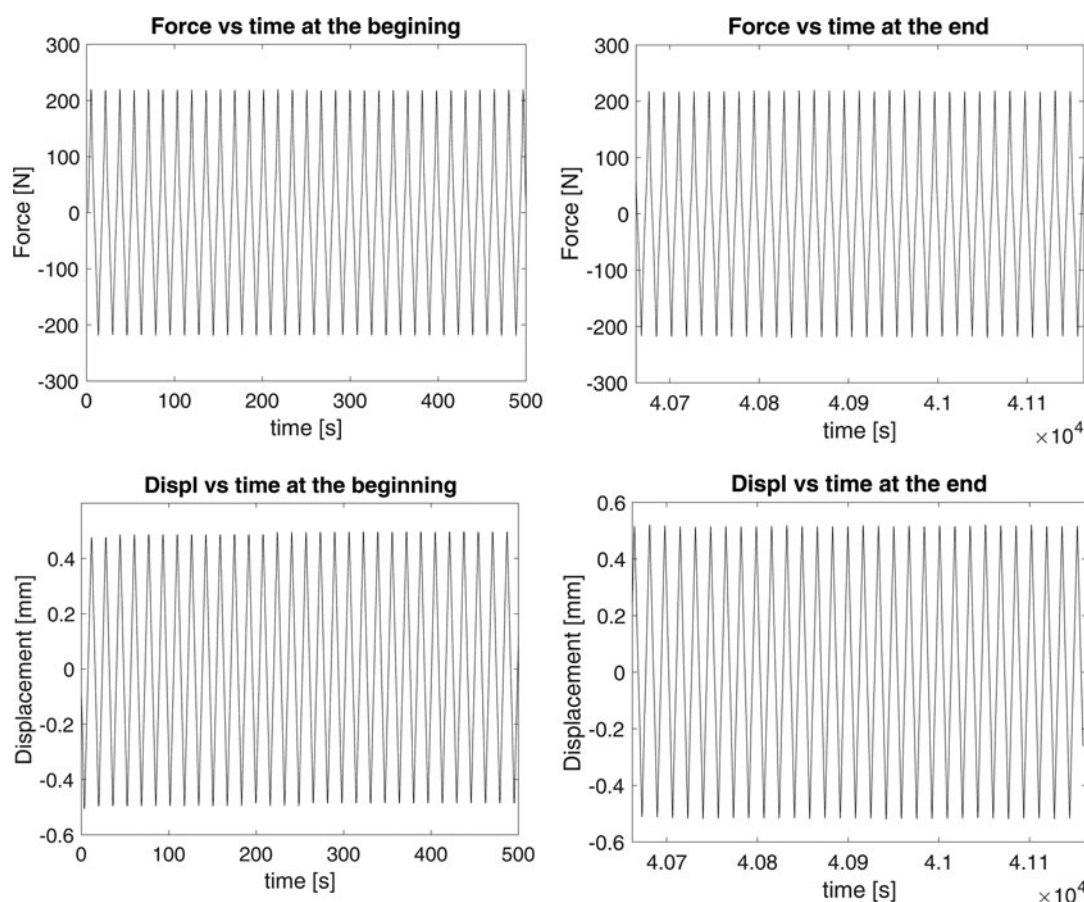 Force vs time at the begining
Force vs time at the end
300
200
100
0
-100
-200
-300
Force [N]
0 100 200 300 400 500
time [s]
300
200
100
0
-100
-200
-300
Force [N]
4.07 4.08 4.09 4.1 4.11
time [s]
×10⁴
Displ vs time at the beginning
Displ vs time at the end
0.4
0.2
0
-0.2
-0.4
-0.6
Displacement [mm]
0 100 200 300 400 500
time [s]
0.6
0.4
0.2
0
-0.2
-0.4
-0.6
Displacement [mm]
4.07 4.08 4.09 4.1 4.11
time [s]
×10⁴